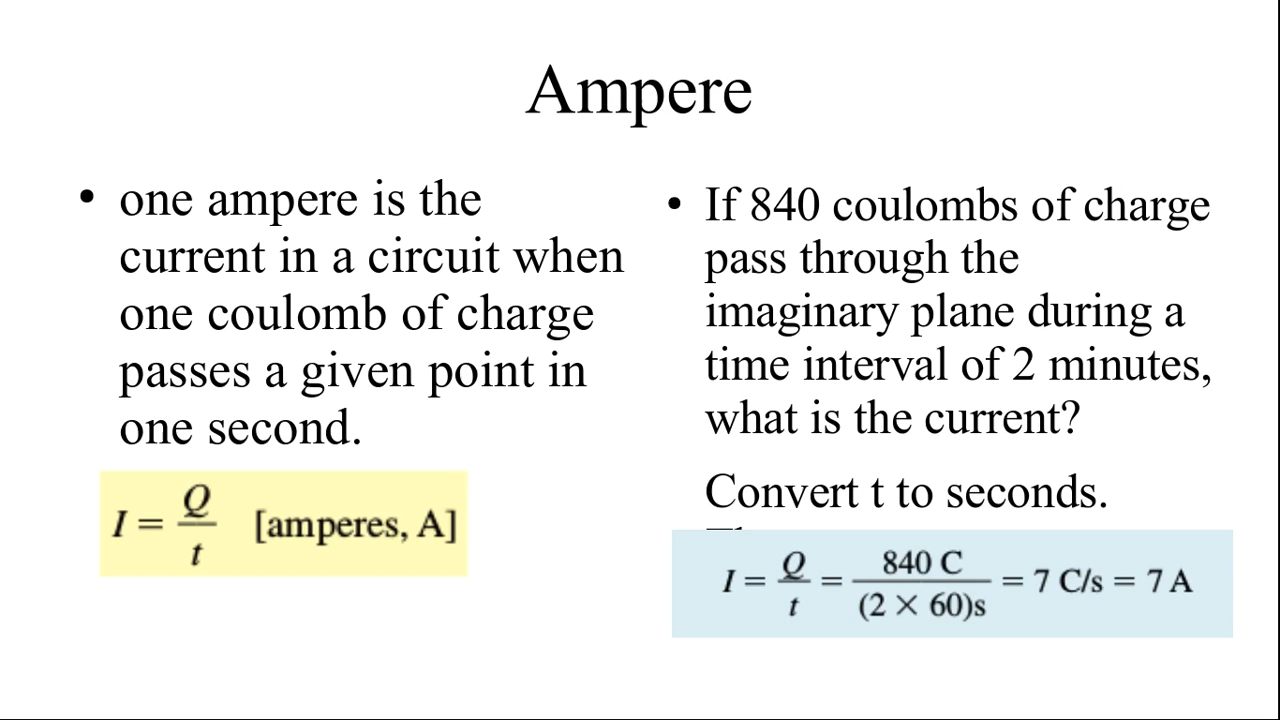 Ampere
• one ampere is the
current in a circuit when
one coulomb of charge
passes a given point in
one second.
I = Q/t [amperes, A]
• If 840 coulombs of charge
pass through the
imaginary plane during a
time interval of 2 minutes,
what is the current?
Convert t to seconds.
I = Q/t = 840 C/(2 × 60)s = 7 C/s = 7 A